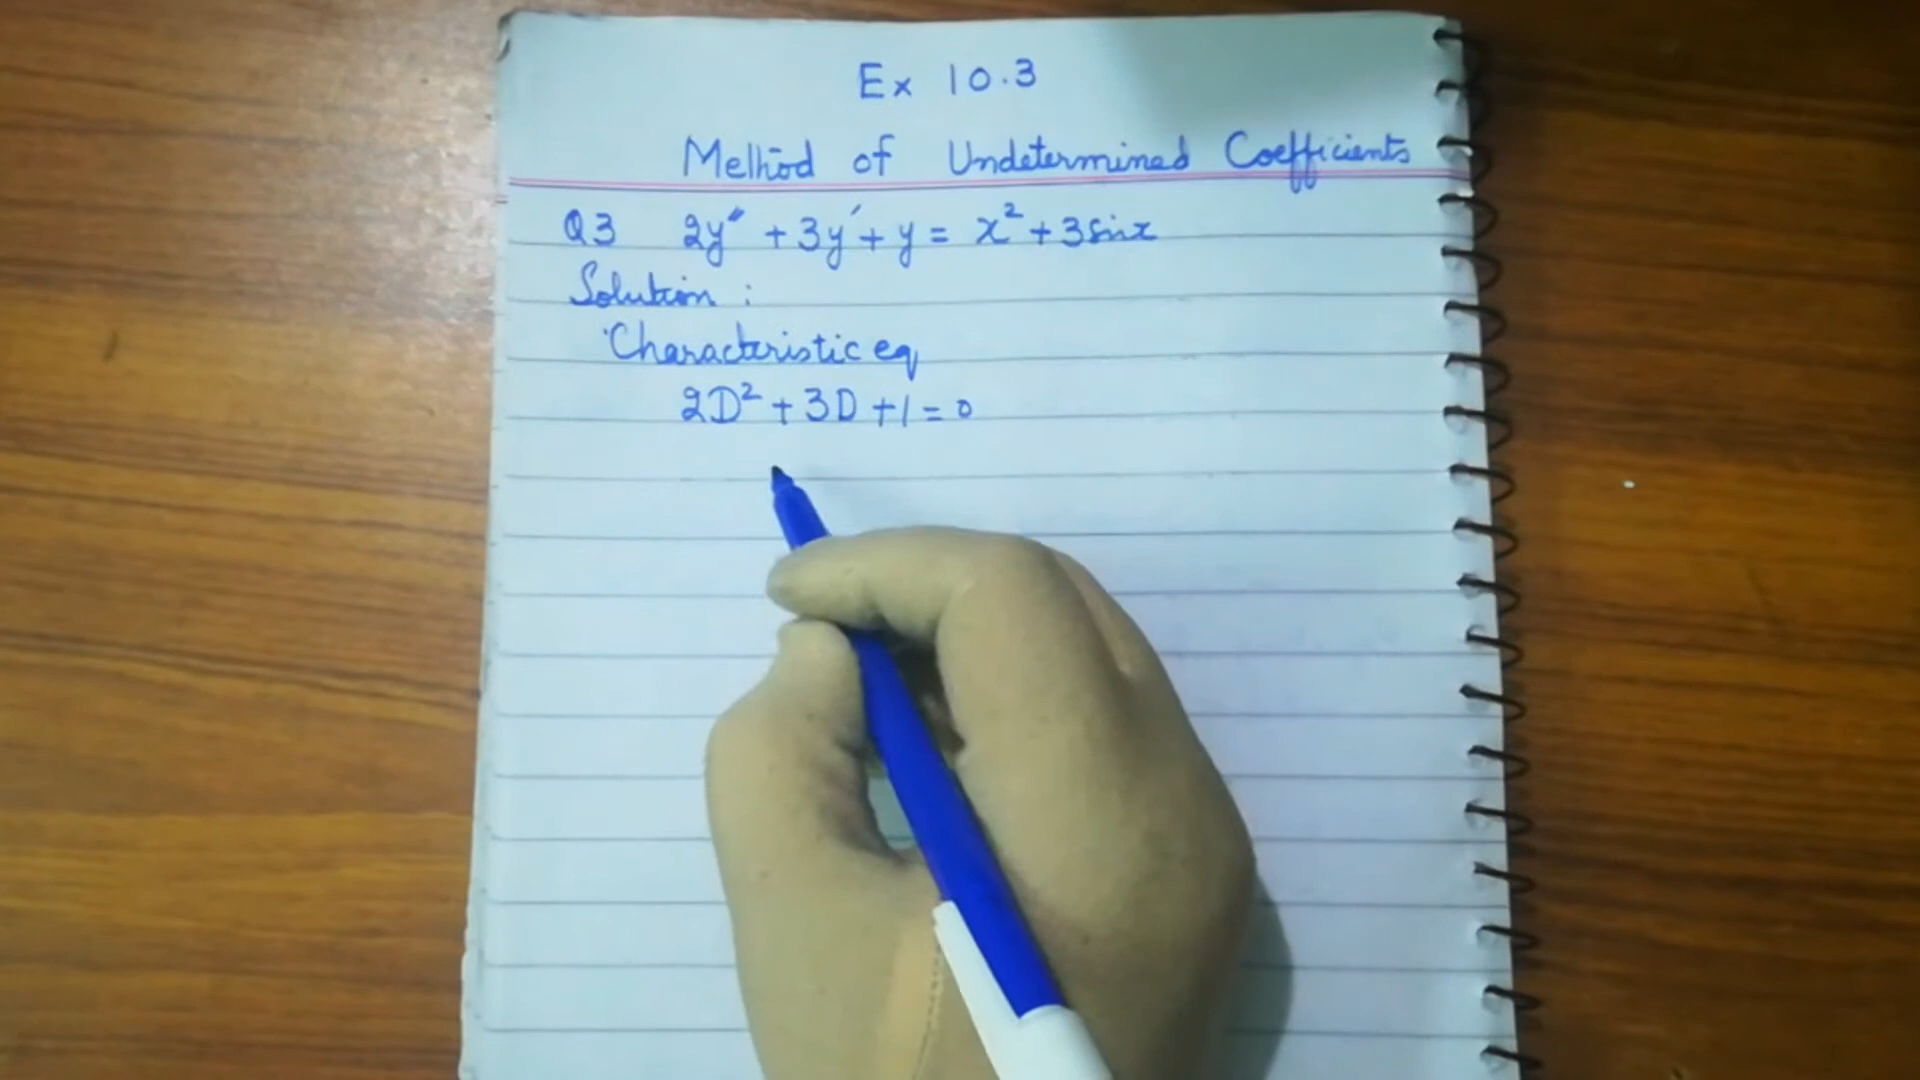 Ex 10.3
Method of Undetermined Coefficients
Q3 2y″ + 3y′ + y = x² + 3sinx
Solution :
Characteristic eq
2D² + 3D + 1 = 0